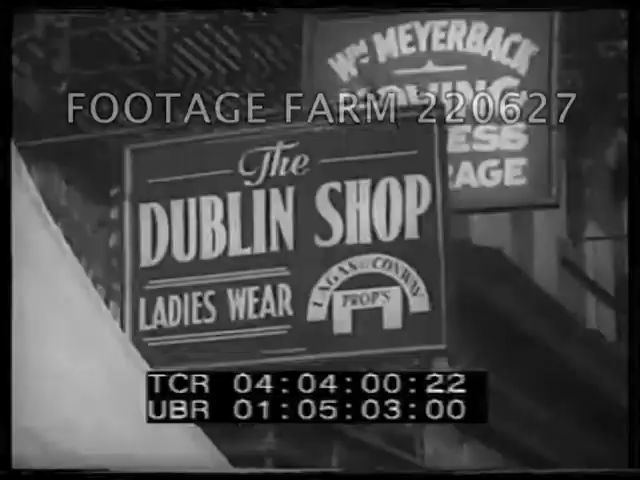 Wm MEYERBACK
MOVING
FOOTAGE FARM 220627
ESS
RAGE
The
DUBLIN SHOP
LADIES WEAR
CONWAY
PROPS
TCR 04:04:00:22
UBR 01:05:03:00